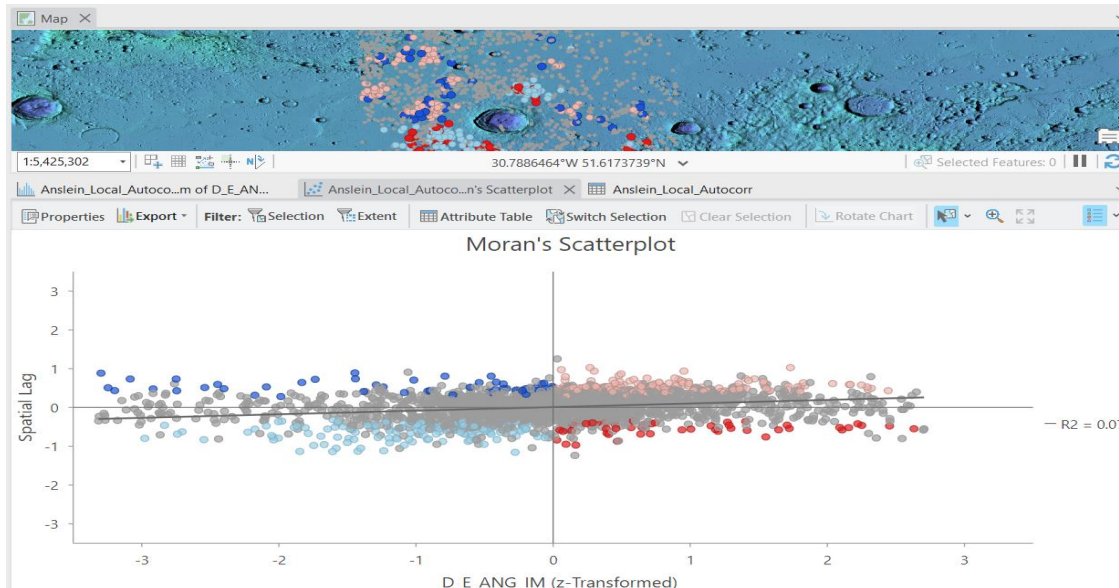 Map
1:5,425,302
30.7886464°W 51.6173739°N
Selected Features: 0
Anslein_Local_Autoco...m of D_E_AN... Anslein_Local_Autoco...n's Scatterplot Anslein_Local_Autocorr
Properties Export Filter: Selection Extent Attribute Table Switch Selection Clear Selection Rotate Chart
Moran's Scatterplot
3
2
1
0
-1
-2
-3
Spatial Lag
R2 = 0.07
-3 -2 -1 0 1 2 3
D_E_ANG_IM (z-Transformed)